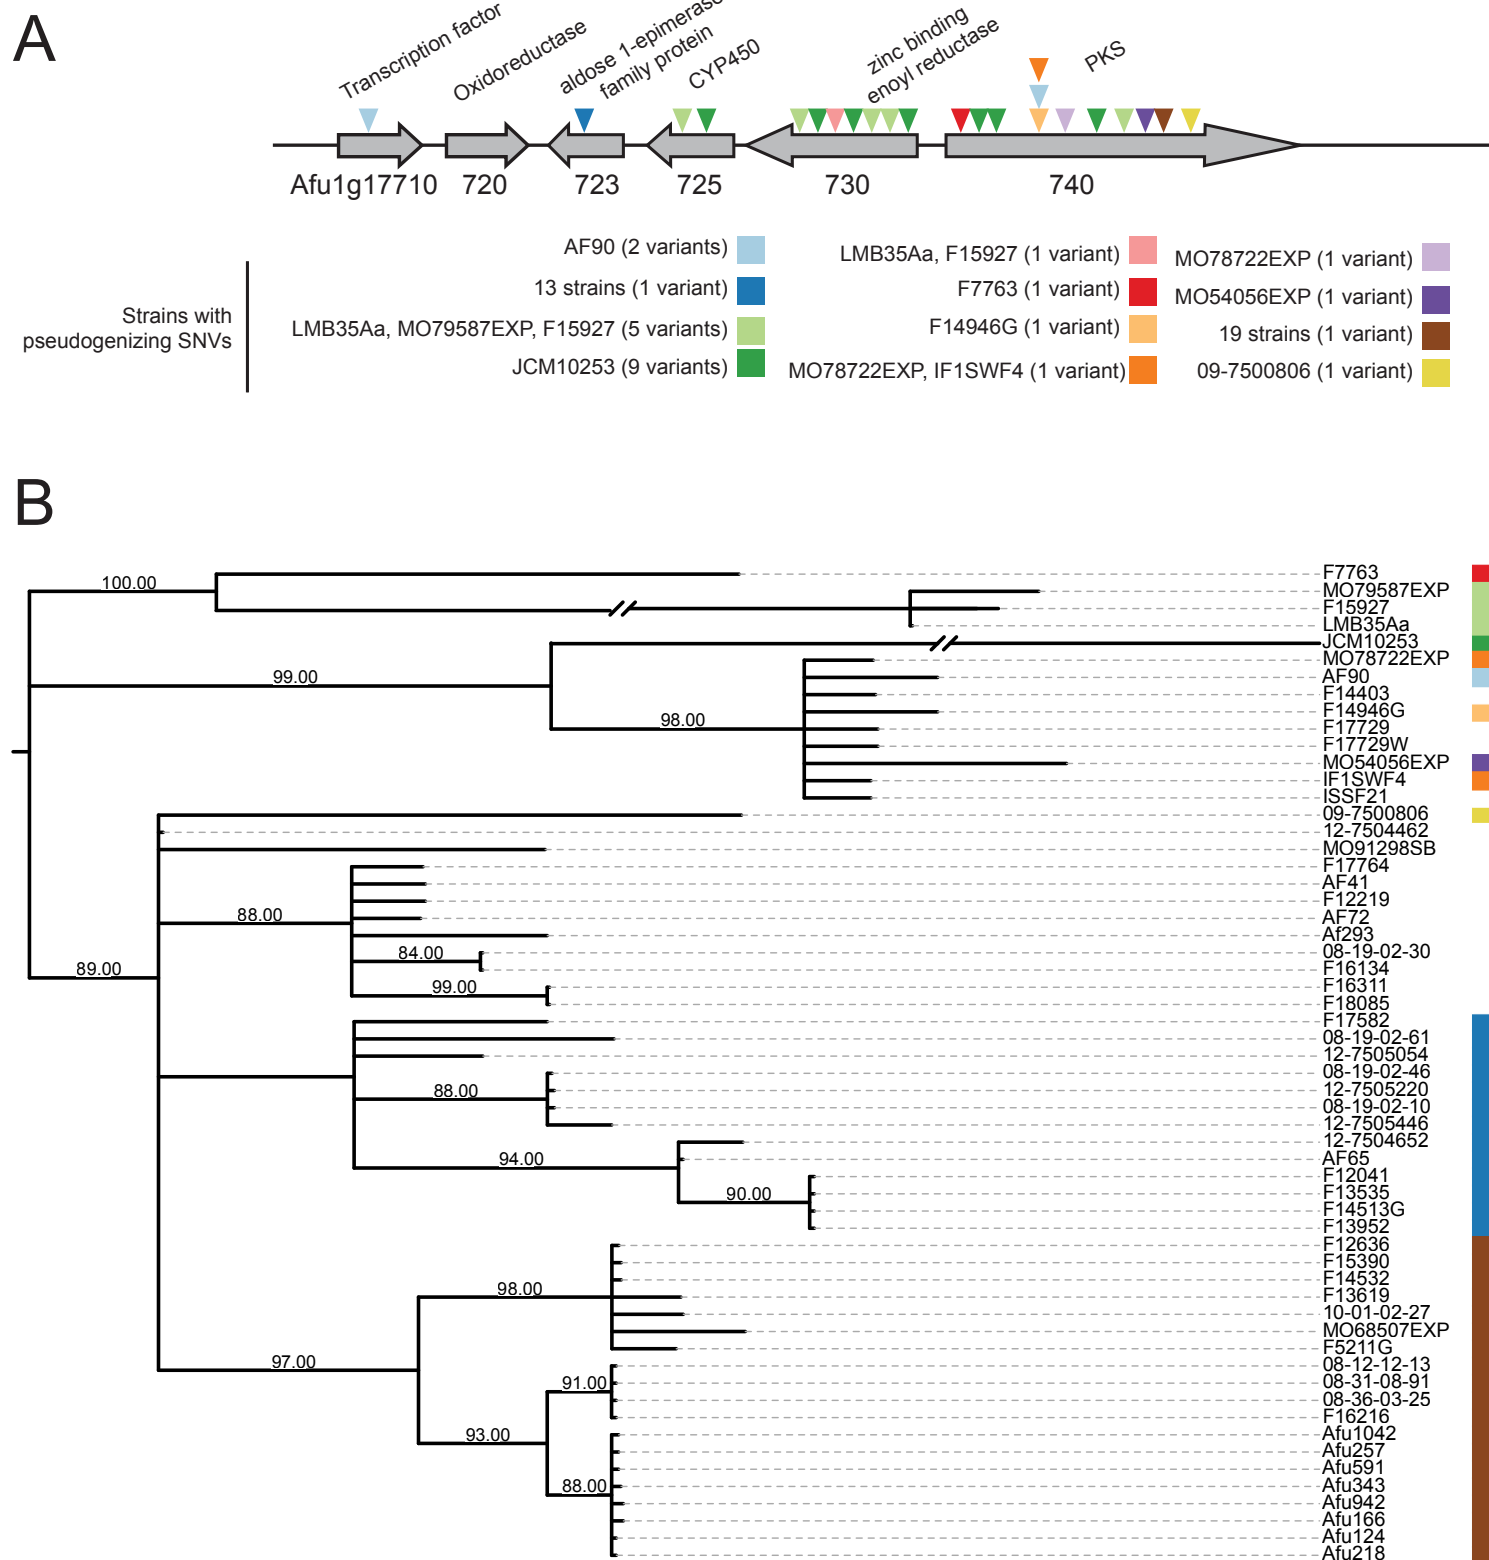 A
Transcription factor
Oxidoreductase
aldose 1-epimerase
family protein
CYP450
zinc binding
enoyl reductase
PKS
Afu1g17710
720
723
725
730
740
Strains with
pseudogenizing SNVs
AF90 (2 variants)
13 strains (1 variant)
LMB35Aa, MO79587EXP, F15927 (5 variants)
JCM10253 (9 variants)
LMB35Aa, F15927 (1 variant)
F7763 (1 variant)
F14946G (1 variant)
MO78722EXP, IF1SWF4 (1 variant)
MO78722EXP (1 variant)
MO54056EXP (1 variant)
19 strains (1 variant)
09-7500806 (1 variant)
B
100.00
99.00
98.00
89.00
88.00
84.00
99.00
88.00
94.00
90.00
98.00
97.00
91.00
93.00
88.00
F7763
MO79587EXP
F15927
LMB35Aa
JCM10253
MO78722EXP
AF90
F14403
F14946G
F17729
F17729W
MO54056EXP
IF1SWF4
ISSF21
09-7500806
12-7504462
MO91298SB
F17764
AF41
F12219
AF72
Af293
08-19-02-30
F16134
F16311
F18085
F17582
08-19-02-61
12-7505054
08-19-02-46
12-7505220
08-19-02-10
12-7505446
12-7504652
AF65
F12041
F13535
F14513G
F13952
F12636
F15390
F14532
F13619
10-01-02-27
MO68507EXP
F5211G
08-12-12-13
08-31-08-91
08-36-03-25
F16216
Afu1042
Afu257
Afu591
Afu343
Afu942
Afu166
Afu124
Afu218